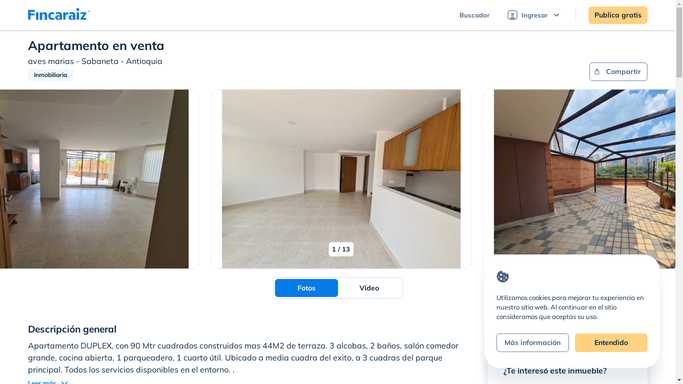 Fincaraiz
Buscador
Ingresar
Publica gratis
Apartamento en venta
aves marias - Sabaneta - Antioquia
Inmobiliaria
Compartir
1 / 13
Fotos
Video
Descripción general
Apartamento DUPLEX, con 90 Mtr cuadrados construidos mas 44M2 de terraza. 3 alcobas, 2 baños, salón comedor
grande, cocina abierta, 1 parqueadero, 1 cuarto útil. Ubicado a media cuadra del exito, a 3 cuadras del parque
principal. Todos los servicios disponibles en el entorno. .
Leer más
Utilizamos cookies para mejorar tu experiencia en
nuestro sitio web. Al continuar en el sitio
consideramos que aceptas su uso.
Más información
Entendido
¿Te interesó este inmueble?